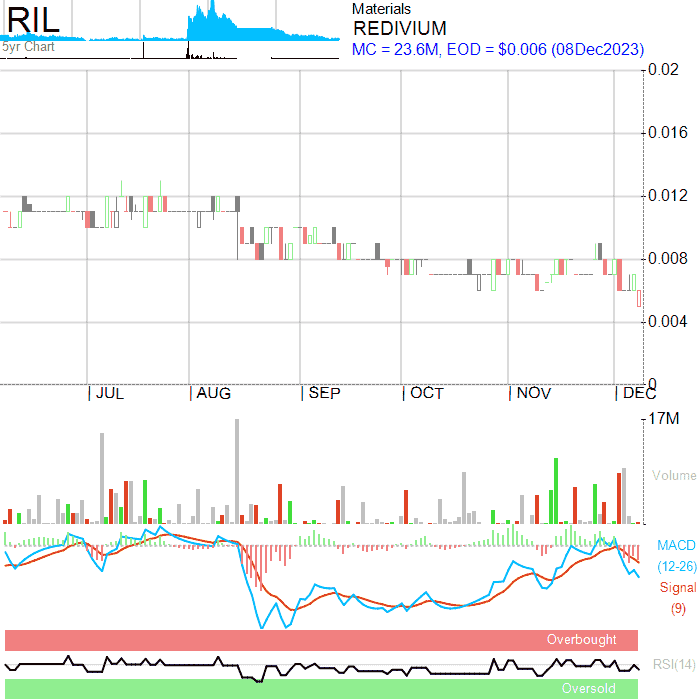 RIL
5yr Chart
Materials
REDIVIUM
MC = 23.6M, EOD = $0.006 (08Dec2023)
0.02
0.016
0.012
0.008
0.004
0
JUL AUG SEP OCT NOV DEC
17M
Volume
MACD
(12-26)
Signal
(9)
Overbought
RSI(14)
Oversold